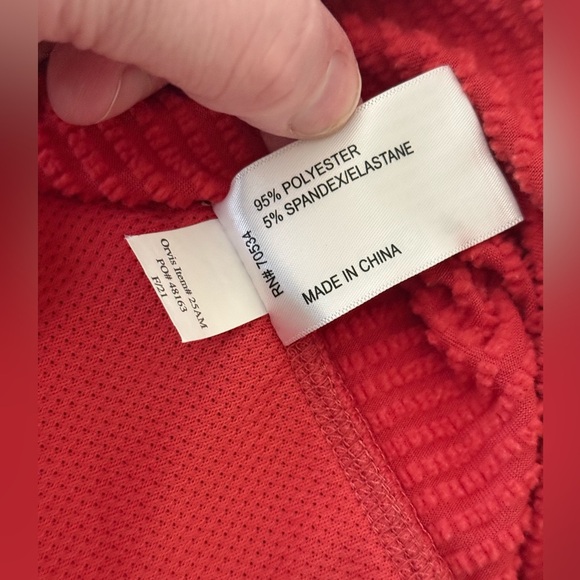 95% POLYESTER
5% SPANDEX/ELASTANE
RN# 70534
MADE IN CHINA
Orvis Item# 25AM
PO# 48163
F/21